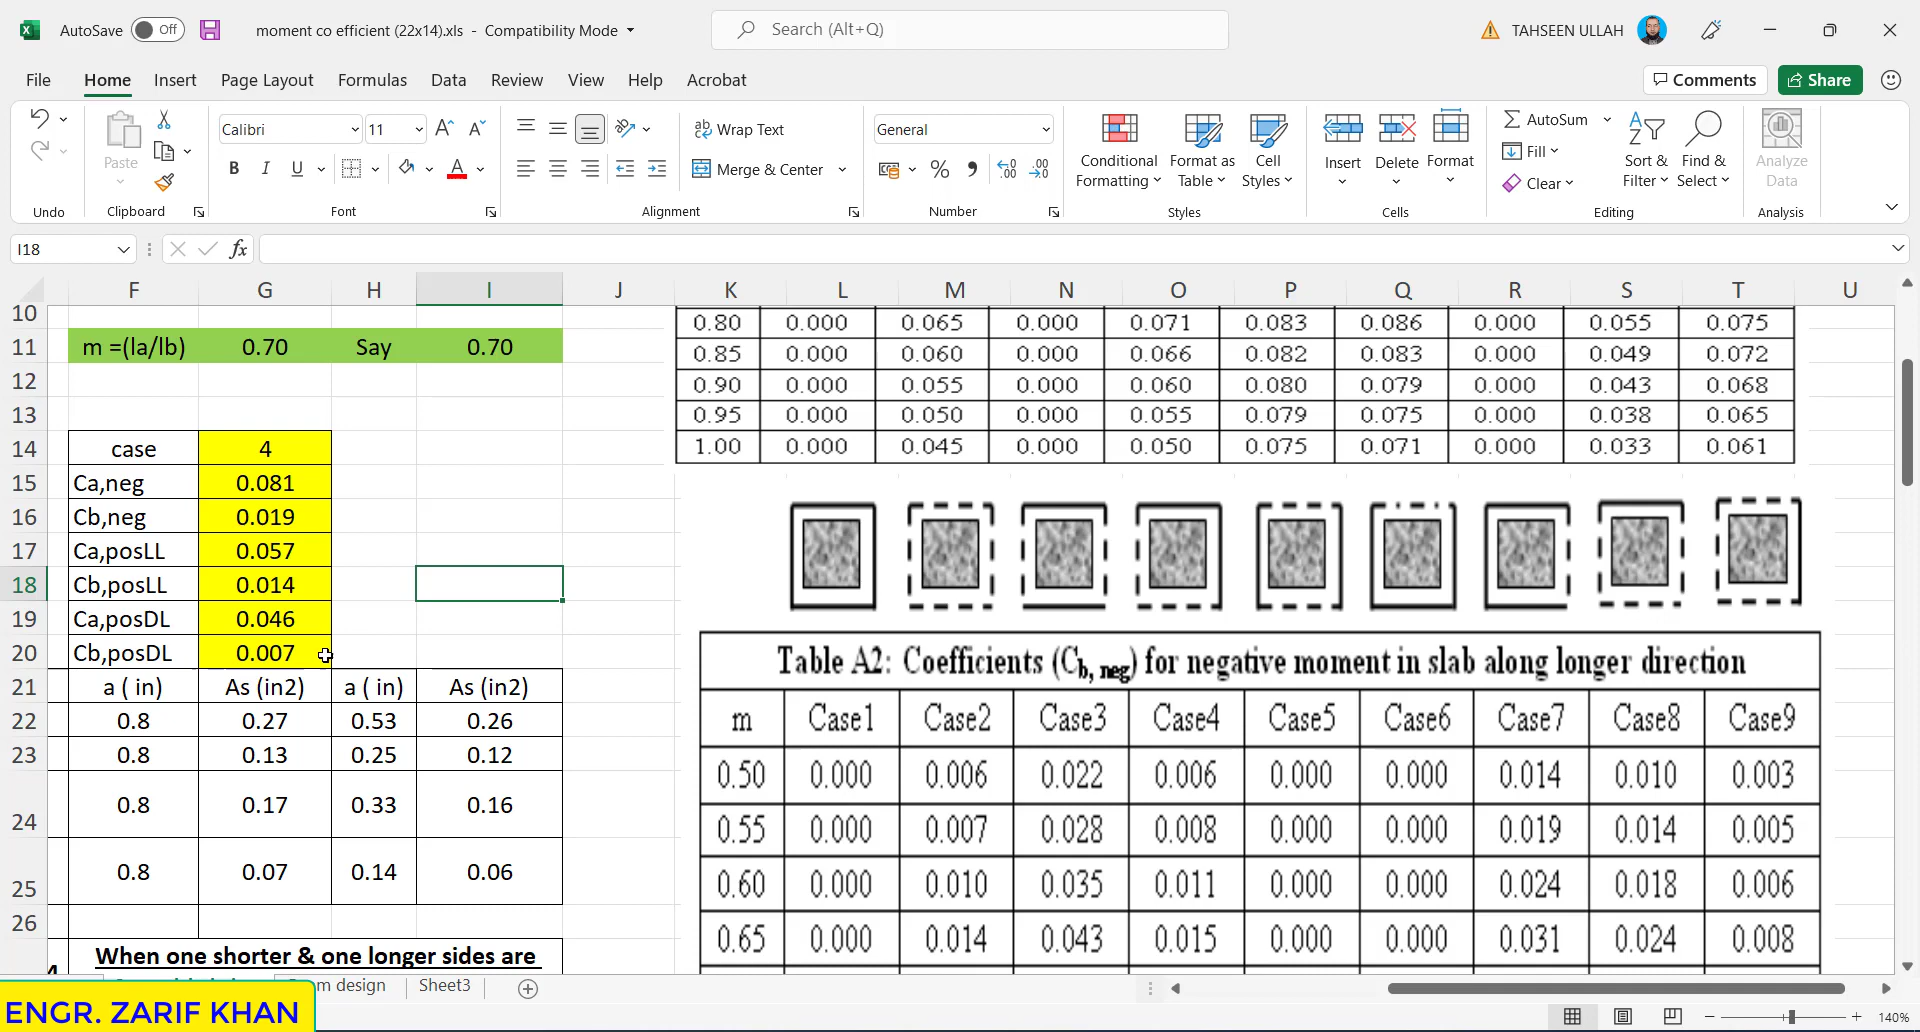 AutoSave Off moment co efficient (22x14).xls - Compatibility Mode Search (Alt+Q) TAHSEEN ULLAH
File Home Insert Page Layout Formulas Data Review View Help Acrobat Comments Share
Calibri 11 Wrap Text General AutoSum
Paste Conditional Format as Cell Insert Delete Format Fill Sort & Find & Analyze
B I U A Merge & Center % Formatting Table Styles Clear Filter Select Data
Undo Clipboard Font Alignment Number Styles Cells Editing Analysis
I18 fx
F G H I J K L M N O P Q R S T U
10 0.80 0.000 0.065 0.000 0.071 0.083 0.086 0.000 0.055 0.075
11 m =(la/lb) 0.70 Say 0.70 0.85 0.000 0.060 0.000 0.066 0.082 0.083 0.000 0.049 0.072
12 0.90 0.000 0.055 0.000 0.060 0.080 0.079 0.000 0.043 0.068
13 0.95 0.000 0.050 0.000 0.055 0.079 0.075 0.000 0.038 0.065
14 case 4 1.00 0.000 0.045 0.000 0.050 0.075 0.071 0.000 0.033 0.061
15 Ca,neg 0.081
16 Cb,neg 0.019
17 Ca,posLL 0.057
18 Cb,posLL 0.014
19 Ca,posDL 0.046
20 Cb,posDL 0.007 Table A2: Coefficients (Cb, neg) for negative moment in slab along longer direction
21 a ( in) As (in2) a ( in) As (in2)
22 0.8 0.27 0.53 0.26 m Case1 Case2 Case3 Case4 Case5 Case6 Case7 Case8 Case9
23 0.8 0.13 0.25 0.12 0.50 0.000 0.006 0.022 0.006 0.000 0.000 0.014 0.010 0.003
24 0.8 0.17 0.33 0.16 0.55 0.000 0.007 0.028 0.008 0.000 0.000 0.019 0.014 0.005
25 0.8 0.07 0.14 0.06 0.60 0.000 0.010 0.035 0.011 0.000 0.000 0.024 0.018 0.006
26 0.65 0.000 0.014 0.043 0.015 0.000 0.000 0.031 0.024 0.008
When one shorter & one longer sides are
m design Sheet3
ENGR. ZARIF KHAN
140%